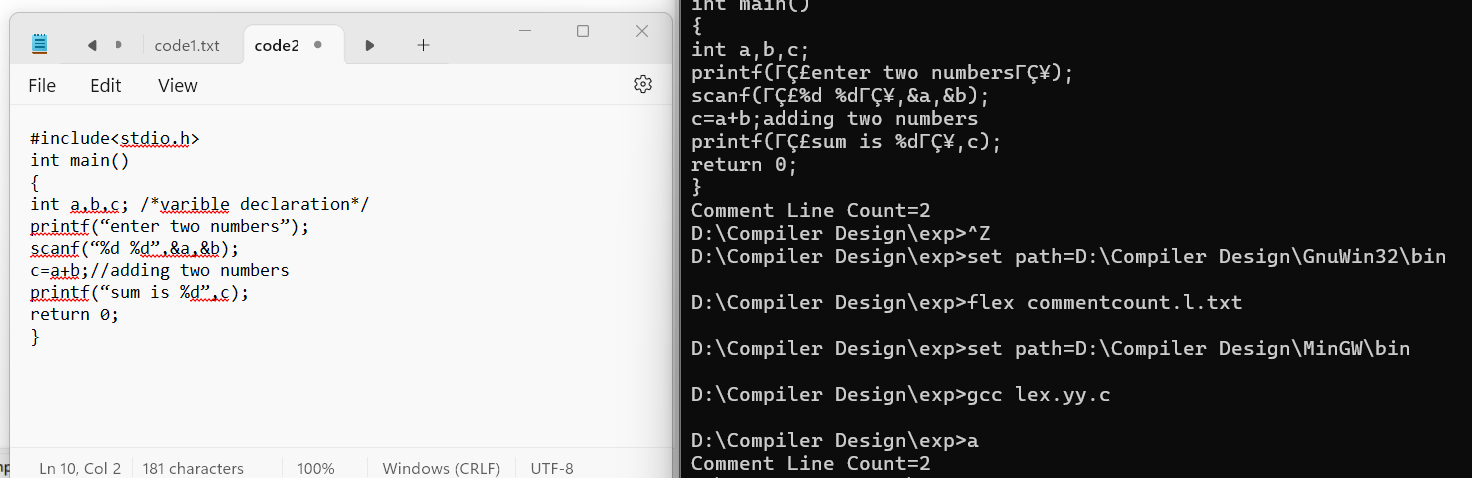 code1.txt
code2
File
Edit
View
#include<stdio.h>
int main()
{
int a,b,c; /*varible declaration*/
printf(“enter two numbers”);
scanf(“%d %d”,&a,&b);
c=a+b;//adding two numbers
printf(“sum is %d”,c);
return 0;
}
Ln 10, Col 2
181 characters
100%
Windows (CRLF)
UTF-8
int main()
{
int a,b,c;
printf(ΓÇ£enter two numbersΓÇ¥);
scanf(ΓÇ£%d %dΓÇ¥,&a,&b);
c=a+b;adding two numbers
printf(ΓÇ£sum is %dΓÇ¥,c);
return 0;
}
Comment Line Count=2
D:\Compiler Design\exp>^Z
D:\Compiler Design\exp>set path=D:\Compiler Design\GnuWin32\bin
D:\Compiler Design\exp>flex commentcount.l.txt
D:\Compiler Design\exp>set path=D:\Compiler Design\MinGW\bin
D:\Compiler Design\exp>gcc lex.yy.c
D:\Compiler Design\exp>a
Comment Line Count=2